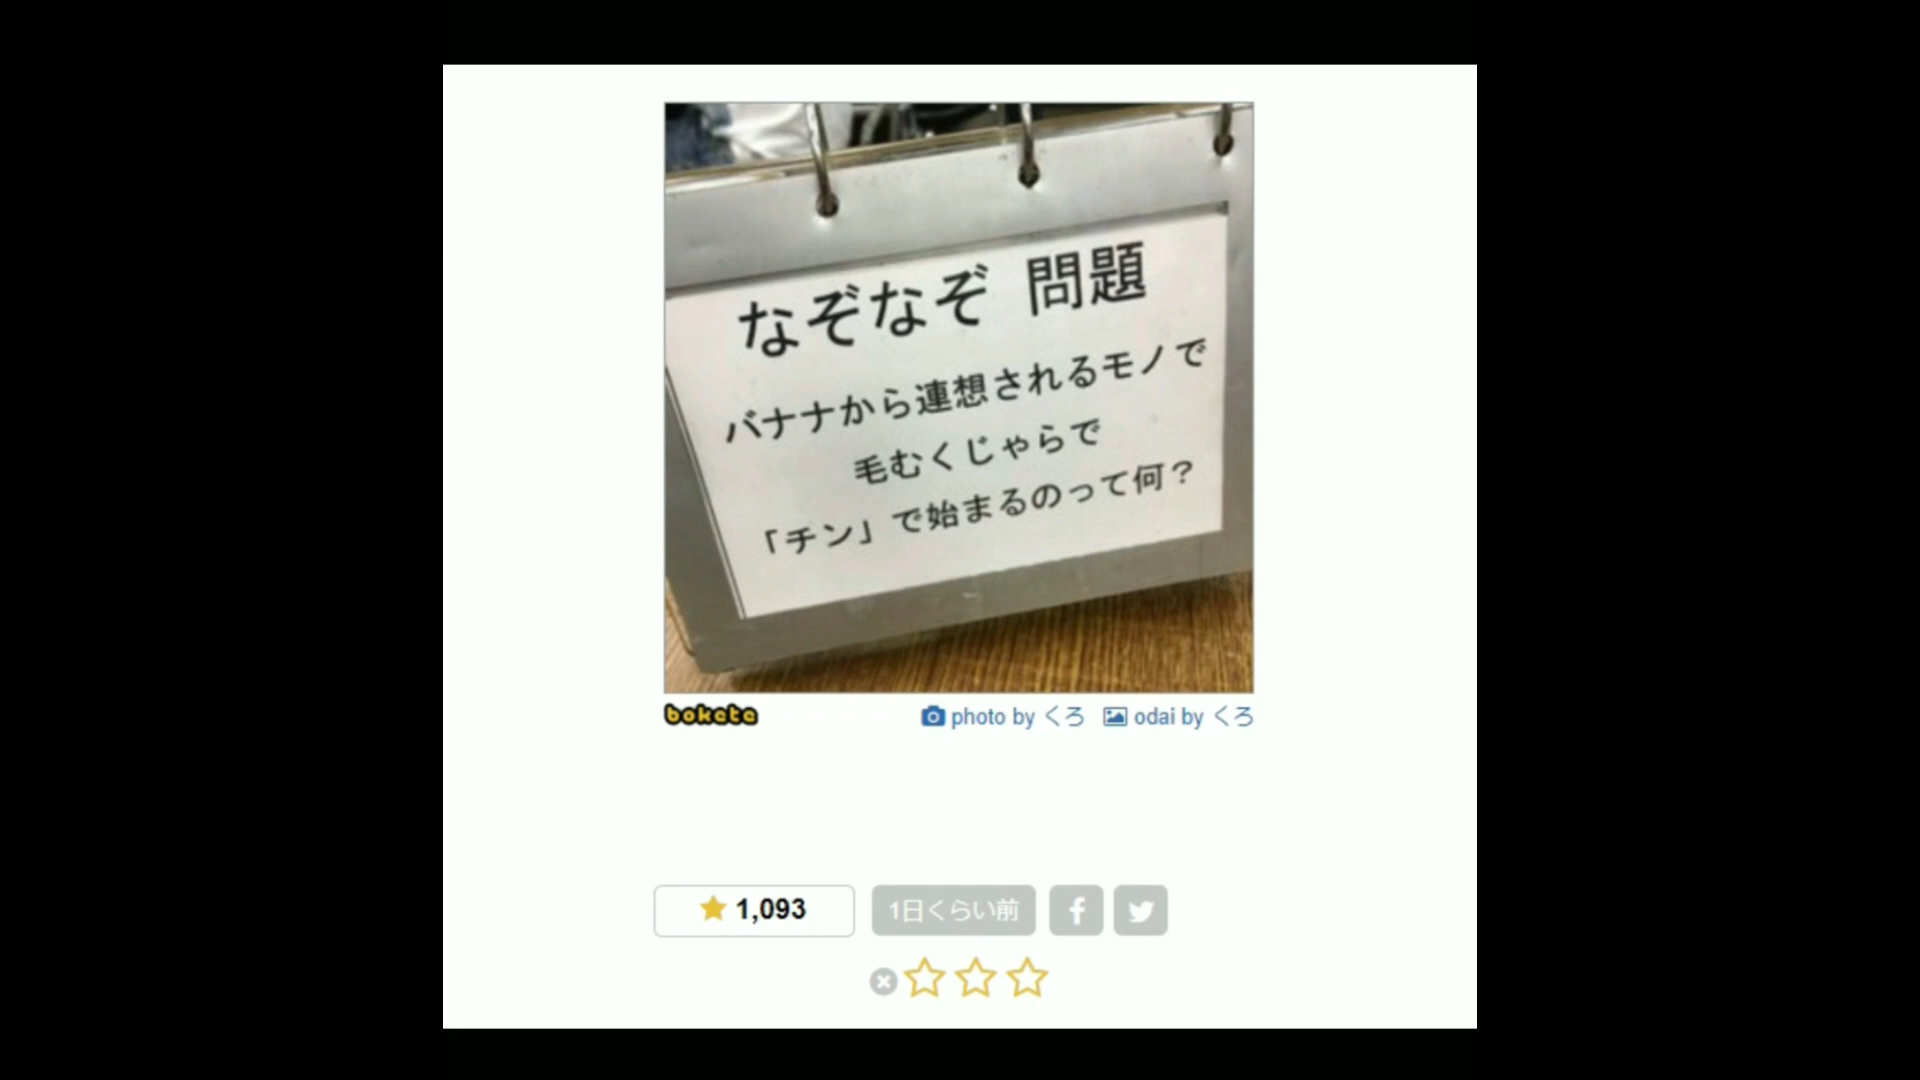 なぞなぞ 問題
バナナから連想されるモノで
毛むくじゃらで
「チン」で始まるのって何？
bokete
photo by くろ odai by くろ
1,093
1日くらい前